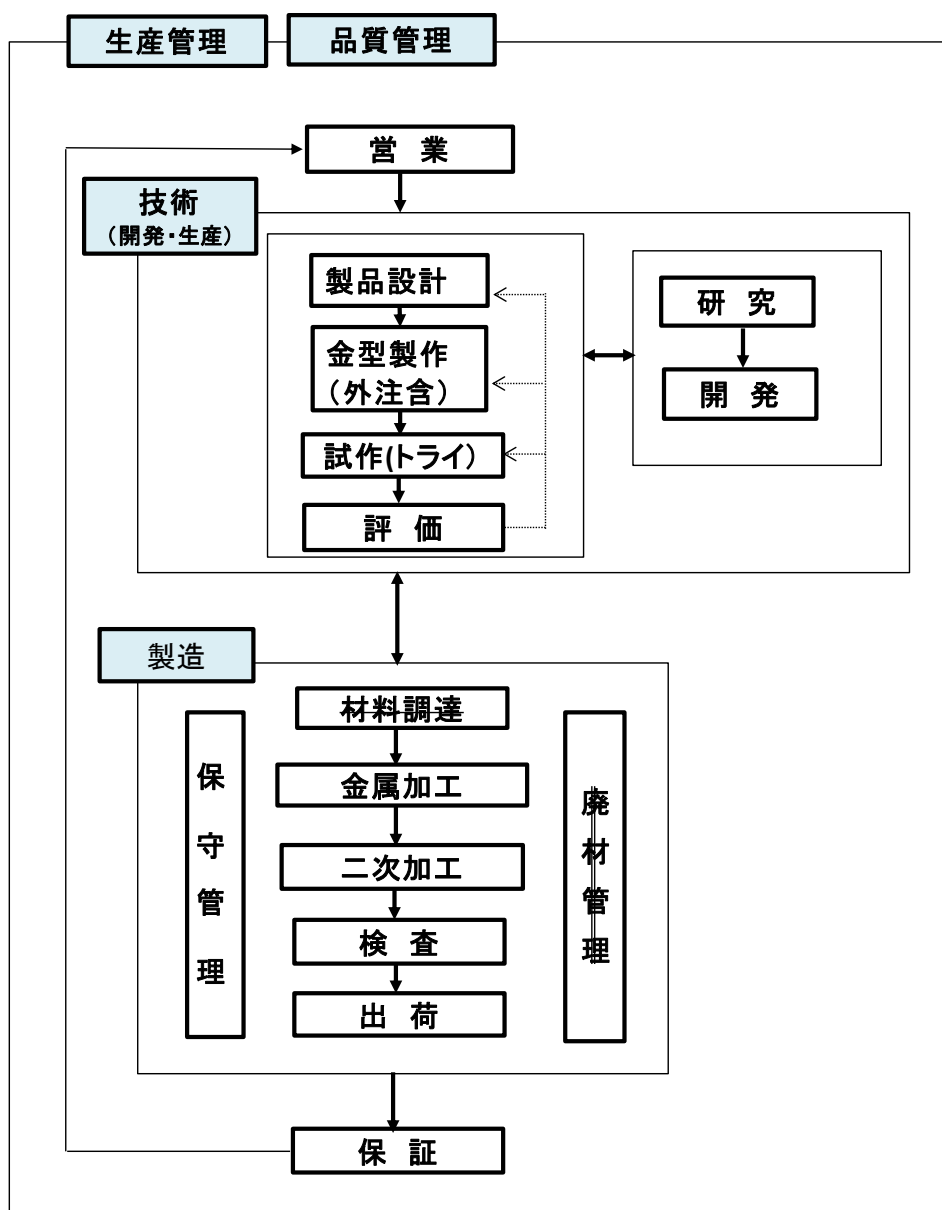 生産管理
品質管理
営 業
技術
（開発・生産）
製品設計
研 究
金型製作
（外注含）
開 発
試作(トライ）
評 価
製造
材料調達
保守管理
金属加工
廃材管理
二次加工
検 査
出 荷
保 証